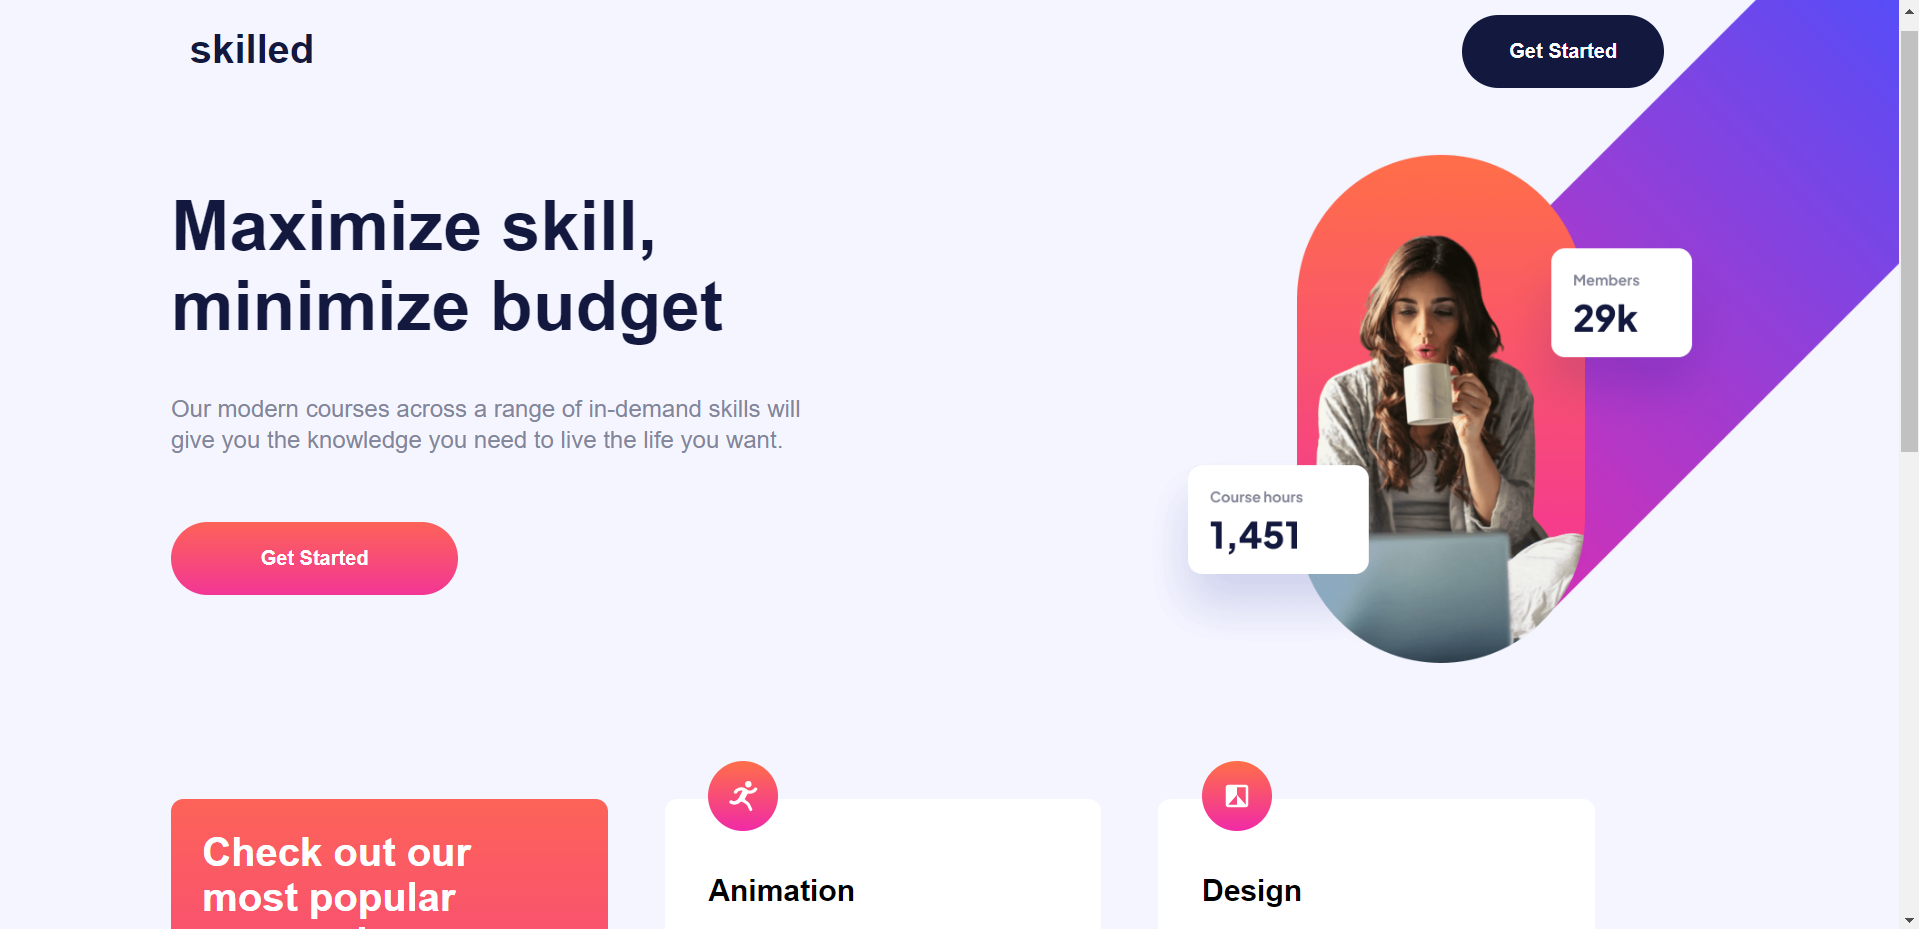 skilled
Get Started
Maximize skill,
minimize budget
Our modern courses across a range of in-demand skills will
give you the knowledge you need to live the life you want.
Get Started
Members
29k
Course hours
1,451
Check out our
most popular
Animation
Design